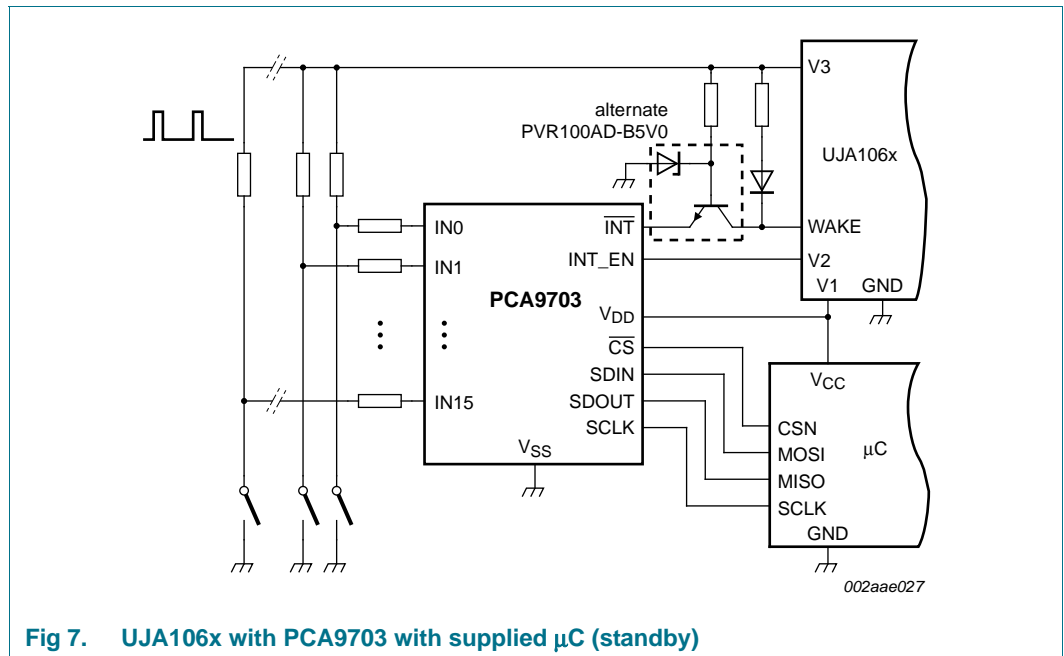 V3
alternate
PVR100AD-B5V0
UJA106x
IN0
INT
WAKE
IN1
INT_EN
V2
PCA9703
V1
GND
VDD
CS
SDIN
VCC
IN15
SDOUT
SCLK
CSN
VSS
MOSI
µC
MISO
SCLK
GND
002aae027
Fig 7. UJA106x with PCA9703 with supplied µC (standby)